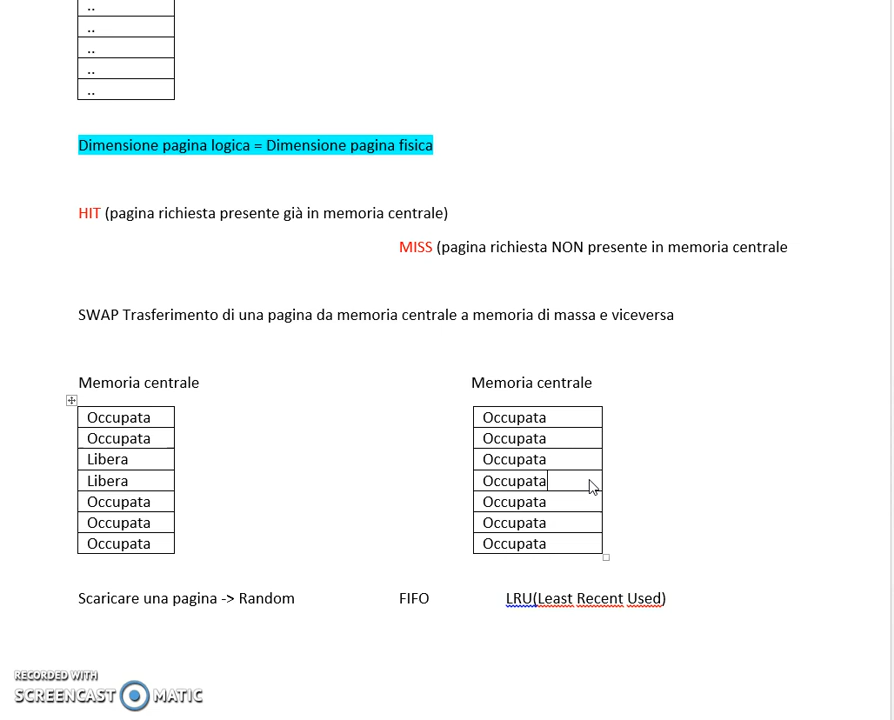 ..
..
..
..
..
Dimensione pagina logica = Dimensione pagina fisica
HIT (pagina richiesta presente già in memoria centrale)
MISS (pagina richiesta NON presente in memoria centrale
SWAP Trasferimento di una pagina da memoria centrale a memoria di massa e viceversa
Memoria centrale
Occupata
Occupata
Libera
Libera
Occupata
Occupata
Occupata
Memoria centrale
Occupata
Occupata
Occupata
Occupata
Occupata
Occupata
Occupata
Scaricare una pagina -> Random FIFO LRU(Least Recent Used)
RECORDED WITH
SCREENCAST MATIC